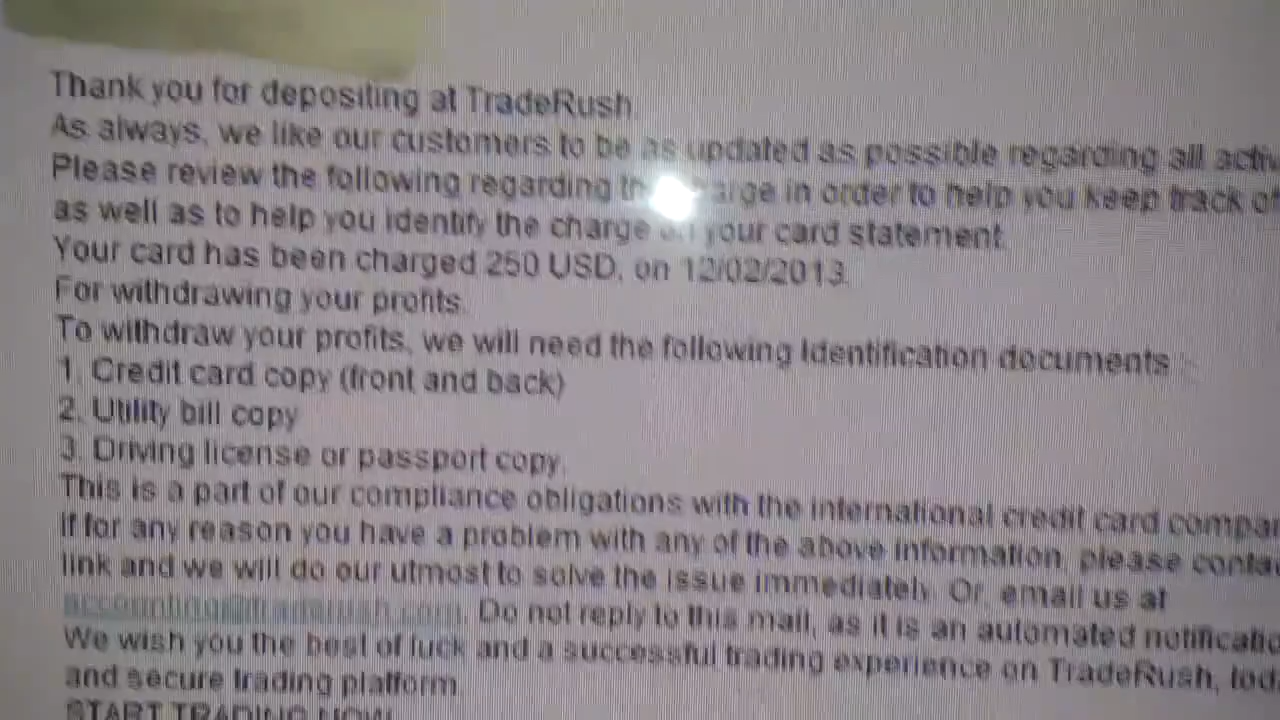 Thank you for depositing at TradeRush.
As always, we like our customers to be as updated as possible regarding all
Please review the following regarding in order to help you keep track of
as well as to help you identify the charge your card statement.
Your card has been charged 250 USD, on 12/02/2013.
For withdrawing your profits.
To withdraw your profits, we will need the following Identification documents :-
1. Credit card copy (front and back)
2. Utility bill copy
3. Driving license or passport copy.
This is a part of our compliance obligations with the international credit card
If for any reason you have a problem with any of the above information, please
link and we will do our utmost to solve the issue immediately. Or, email us at
accounting@traderush.com. Do not reply to this mail, as it is an automated
We wish you the best of luck and a successful trading experience on TradeRush,
and secure trading platform.
START TRADING NOW